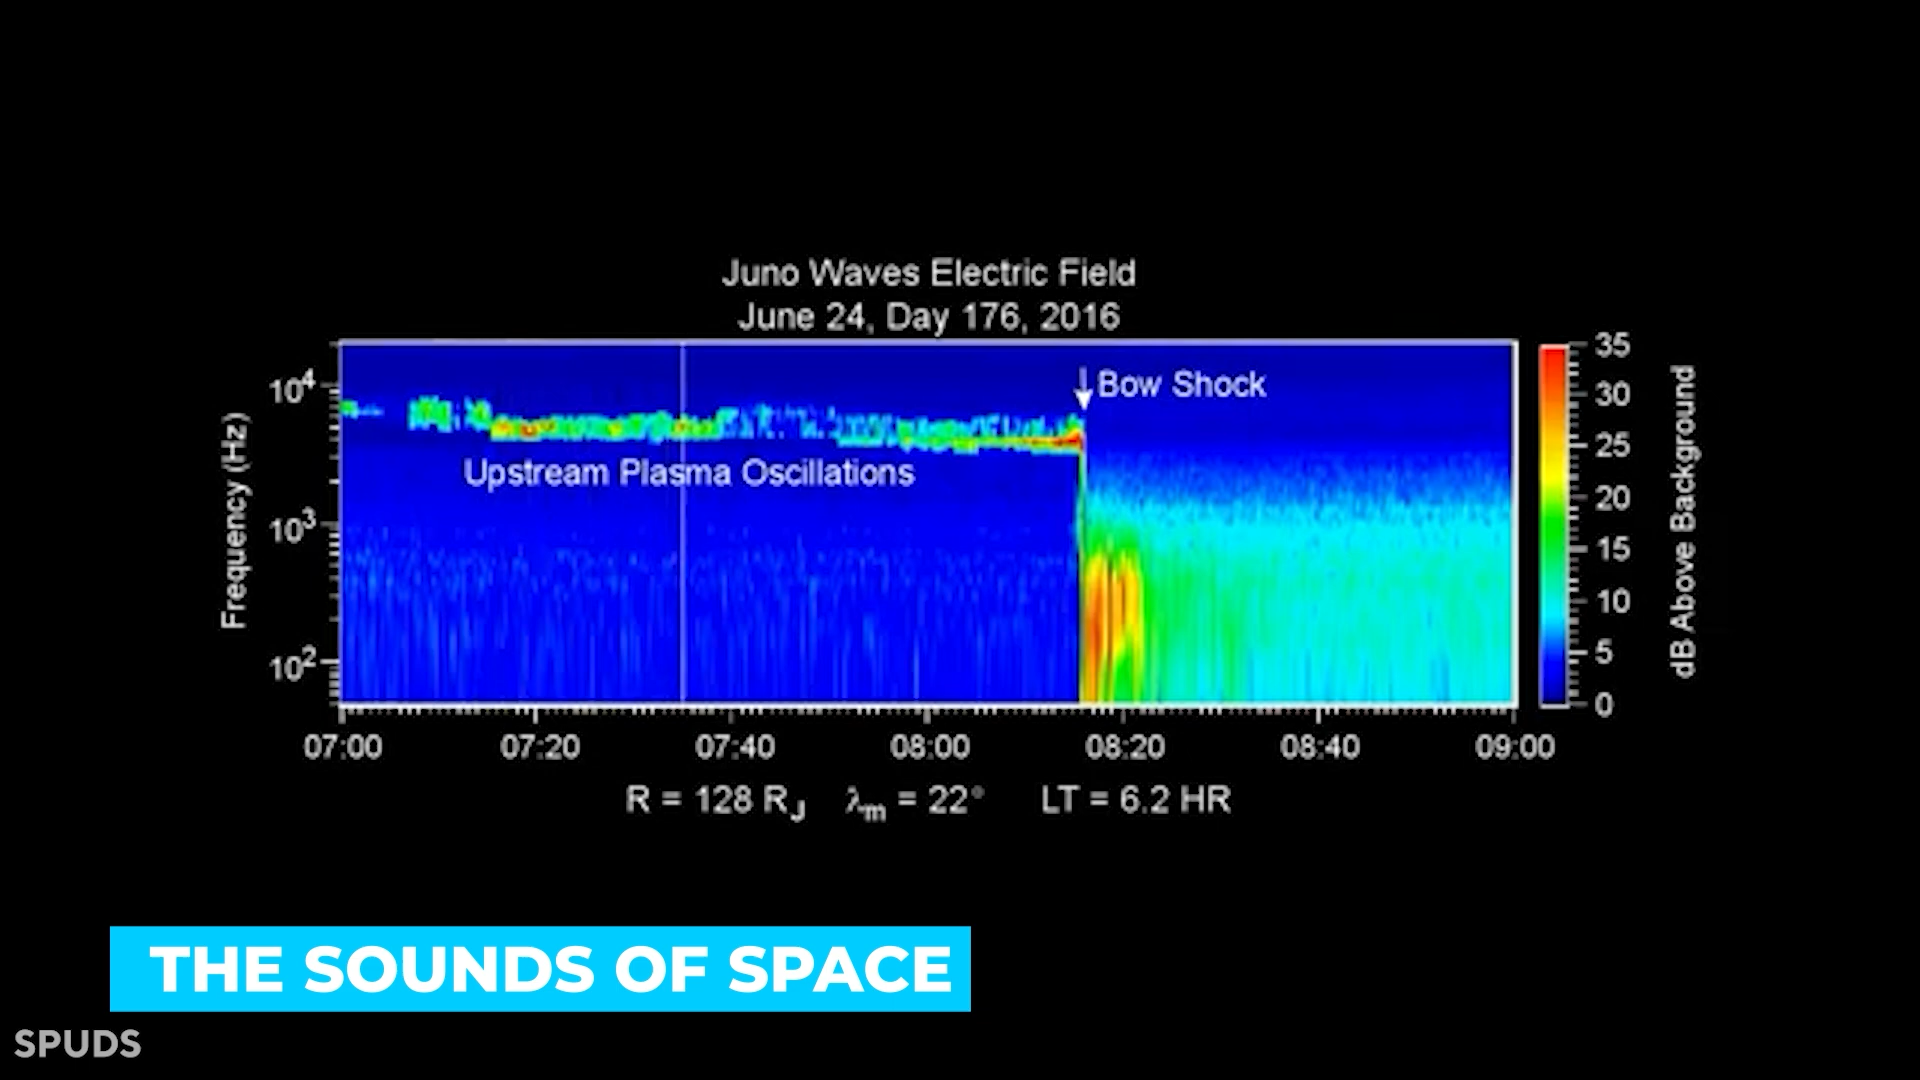 Juno Waves Electric Field
June 24, Day 176, 2016
Bow Shock
Upstream Plasma Oscillations
Frequency (Hz)
10⁴
10³
10²
35
30
25
20
15
10
5
0
dB Above Background
07:00 07:20 07:40 08:00 08:20 08:40 09:00
R = 128 R_J λ_m = 22° LT = 6.2 HR
THE SOUNDS OF SPACE
SPUDS